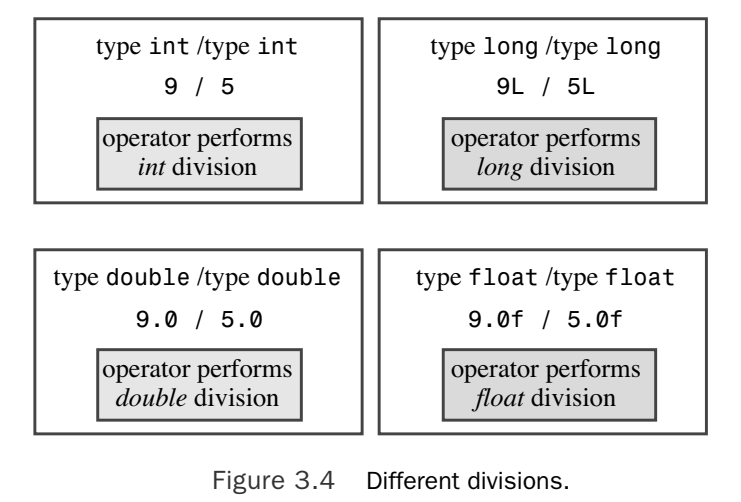 type int /type int
9 / 5
operator performs
int division
type long /type long
9L / 5L
operator performs
long division
type double /type double
9.0 / 5.0
operator performs
double division
type float /type float
9.0f / 5.0f
operator performs
float division
Figure 3.4 Different divisions.